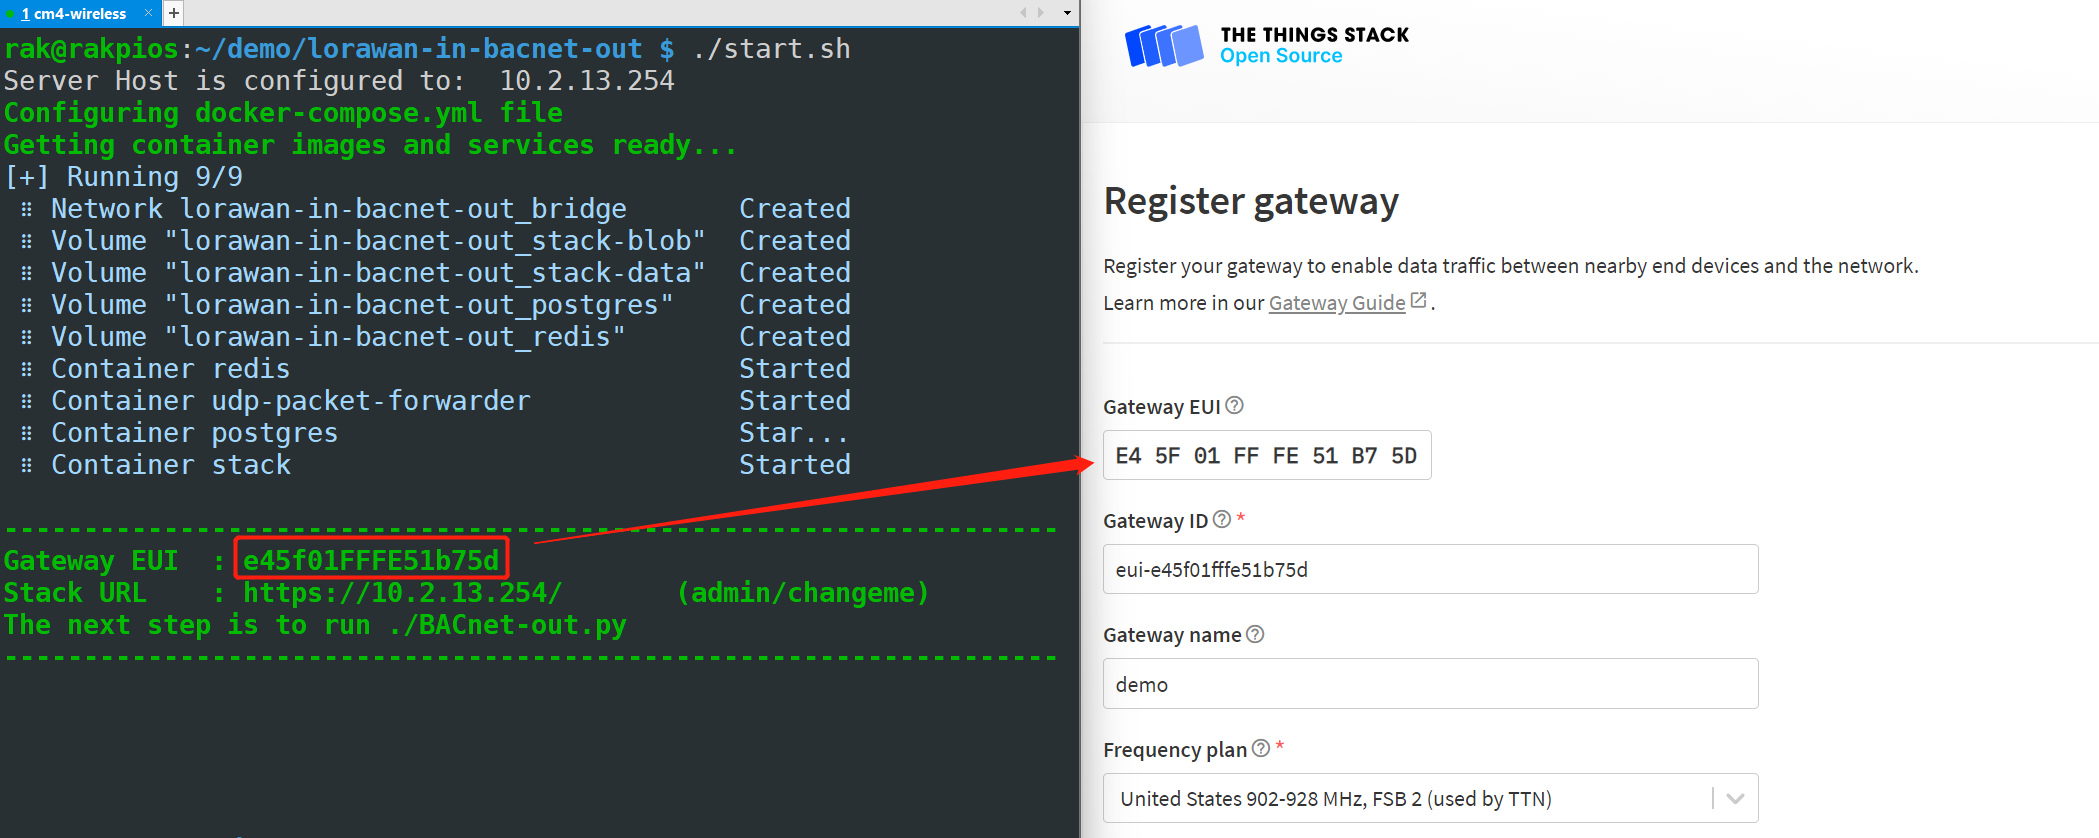 1 cm4-wireless
rak@rakpios:~/demo/lorawan-in-bacnet-out $ ./start.sh
Server Host is configured to:  10.2.13.254
Configuring docker-compose.yml file
Getting container images and services ready...
[+] Running 9/9
⠿ Network lorawan-in-bacnet-out_bridge Created
⠿ Volume "lorawan-in-bacnet-out_stack-blob" Created
⠿ Volume "lorawan-in-bacnet-out_stack-data" Created
⠿ Volume "lorawan-in-bacnet-out_postgres" Created
⠿ Volume "lorawan-in-bacnet-out_redis" Created
⠿ Container redis Started
⠿ Container udp-packet-forwarder Started
⠿ Container postgres Star...
⠿ Container stack Started
------------------------------------------------------------------
Gateway EUI : e45f01FFFE51b75d
Stack URL : https://10.2.13.254/ (admin/changeme)
The next step is to run ./BACnet-out.py
------------------------------------------------------------------
THE THINGS STACK
Open Source
Register gateway
Register your gateway to enable data traffic between nearby end devices and the network.
Learn more in our Gateway Guide.
Gateway EUI
E4 5F 01 FF FE 51 B7 5D
Gateway ID *
eui-e45f01fffe51b75d
Gateway name
demo
Frequency plan *
United States 902-928 MHz, FSB 2 (used by TTN)